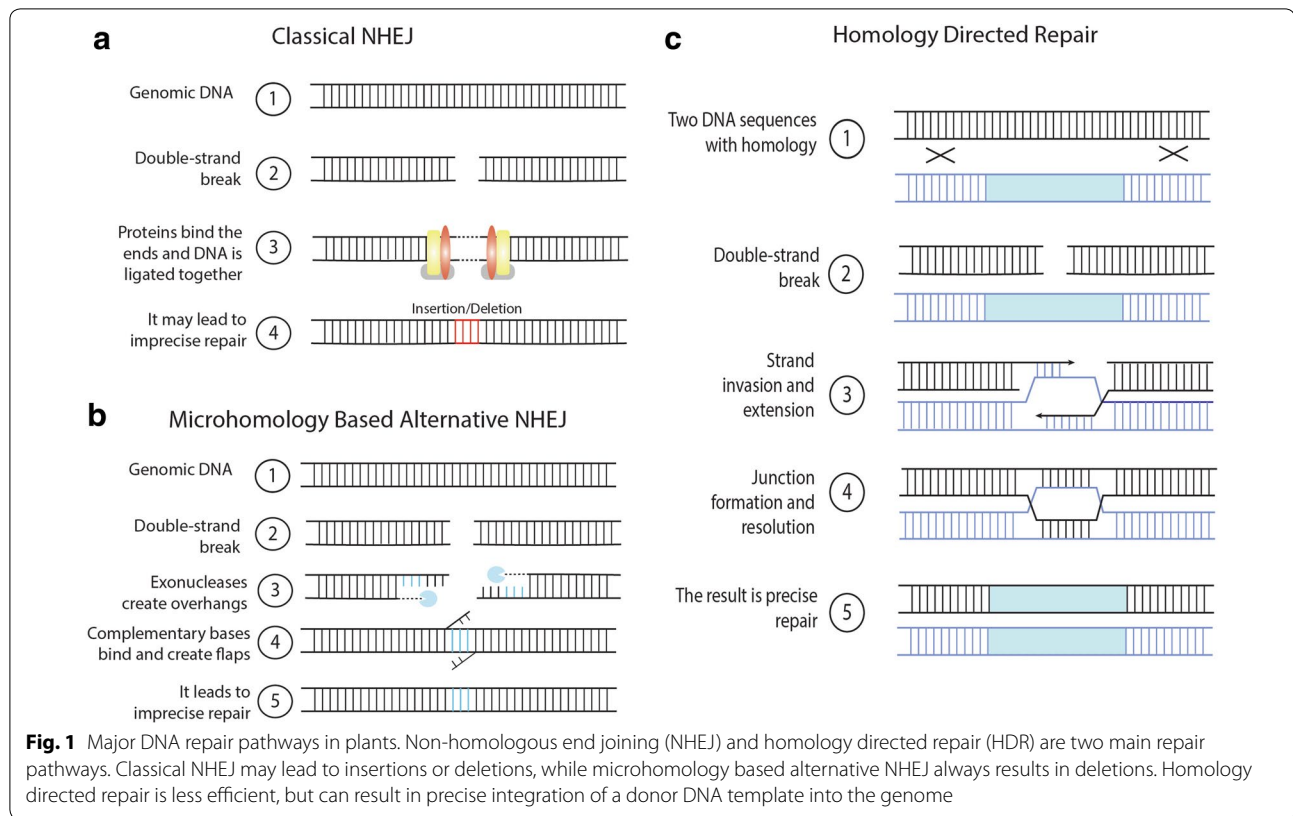 a
Classical NHEJ
Genomic DNA
1
Double-strand
break
2
Proteins bind the
ends and DNA is
ligated together
3
Insertion/Deletion
It may lead to
imprecise repair
4
b
Microhomology Based Alternative NHEJ
Genomic DNA
1
Double-strand
break
2
Exonucleases
create overhangs
3
Complementary bases
bind and create flaps
4
It leads to
imprecise repair
5
c
Homology Directed Repair
Two DNA sequences
with homology
1
Double-strand
break
2
Strand
invasion and
extension
3
Junction
formation and
resolution
4
The result is precise
repair
5
Fig. 1 Major DNA repair pathways in plants. Non-homologous end joining (NHEJ) and homology directed repair (HDR) are two main repair
pathways. Classical NHEJ may lead to insertions or deletions, while microhomology based alternative NHEJ always results in deletions. Homology
directed repair is less efficient, but can result in precise integration of a donor DNA template into the genome